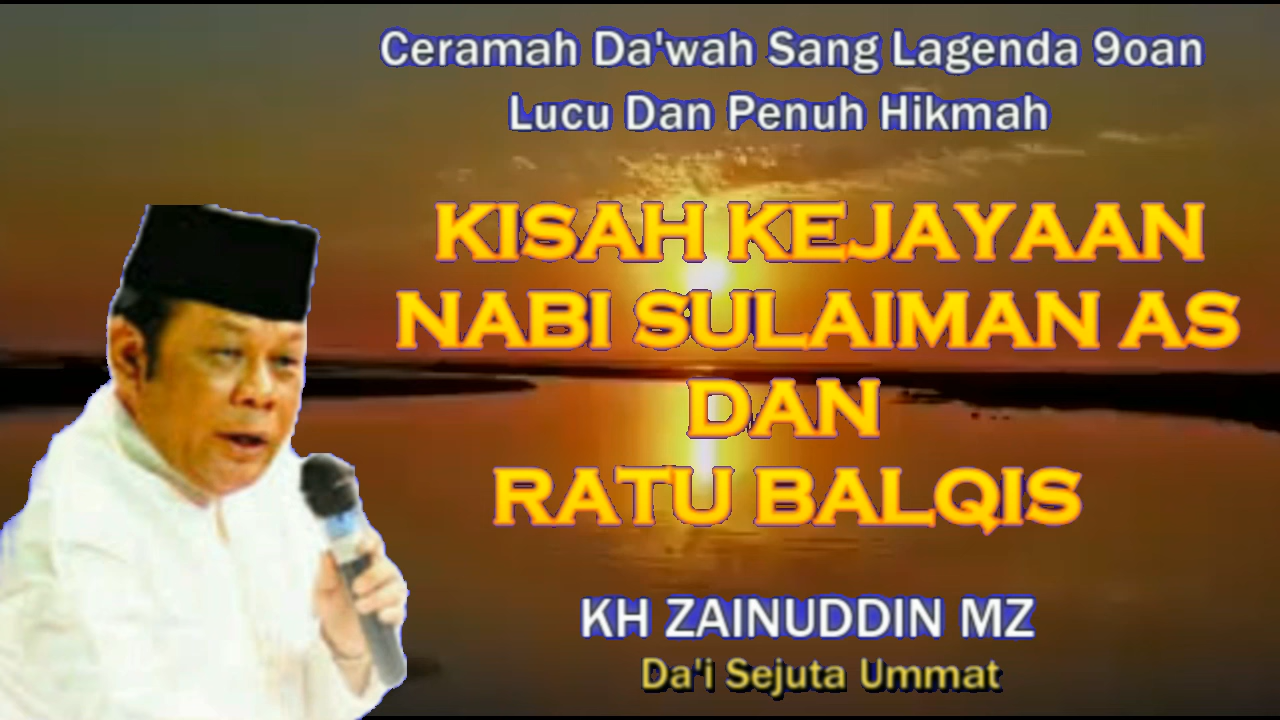 Ceramah Da'wah Sang Lagenda 9oan
Lucu Dan Penuh Hikmah
KISAH KEJAYAAN
NABI SULAIMAN AS
DAN
RATU BALQIS
KH ZAINUDDIN MZ
Da'i Sejuta Ummat